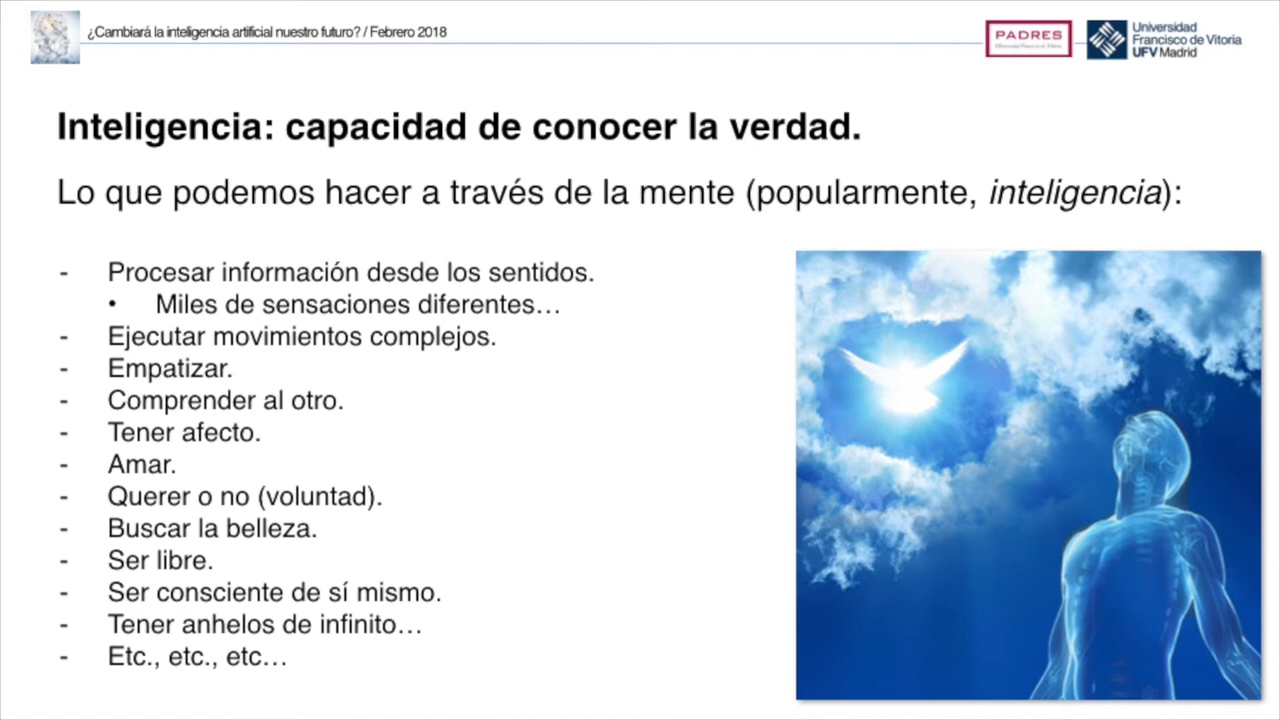 ¿Cambiará la inteligencia artificial nuestro futuro? / Febrero 2018
PADRES
Universidad
Francisco de Vitoria
UFV Madrid
Inteligencia: capacidad de conocer la verdad.
Lo que podemos hacer a través de la mente (popularmente, inteligencia):
- Procesar información desde los sentidos.
• Miles de sensaciones diferentes…
- Ejecutar movimientos complejos.
- Empatizar.
- Comprender al otro.
- Tener afecto.
- Amar.
- Querer o no (voluntad).
- Buscar la belleza.
- Ser libre.
- Ser consciente de sí mismo.
- Tener anhelos de infinito…
- Etc., etc., etc…